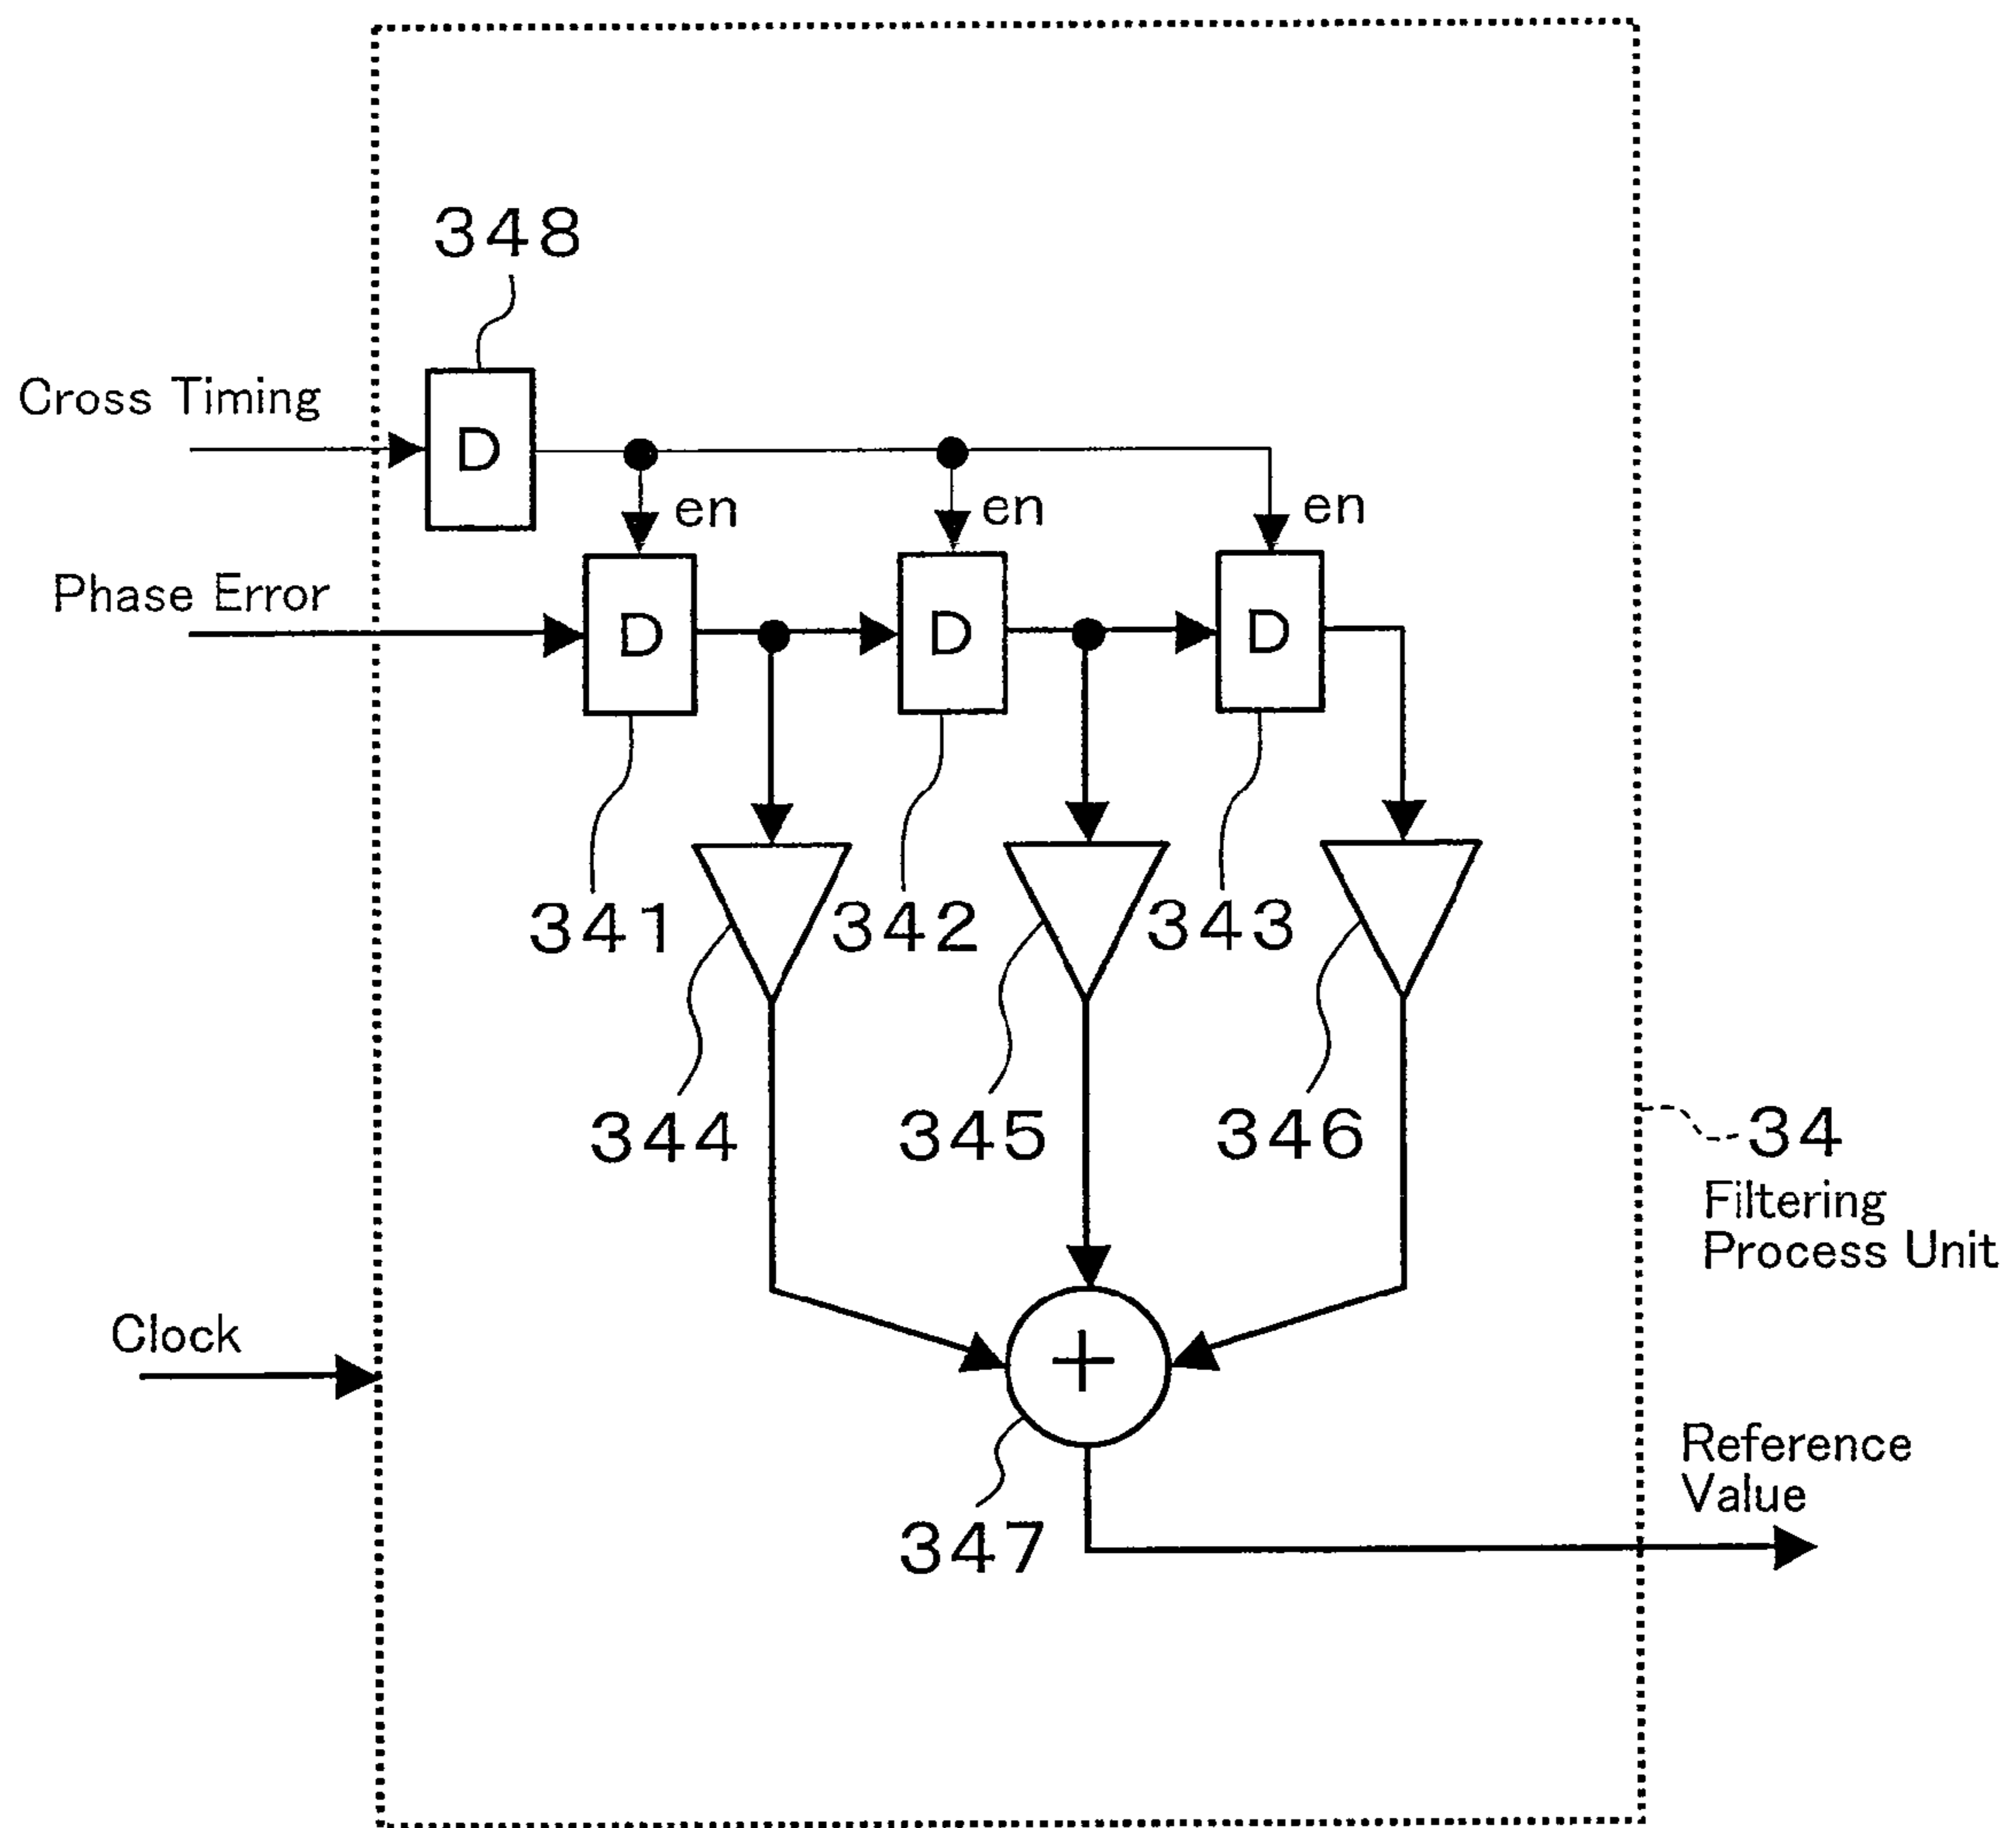 348
Cross Timing
D
en
en
en
Phase Error
D
D
D
341
342
343
344
345
346
34
Filtering
Process Unit
Clock
+
Reference
Value
347